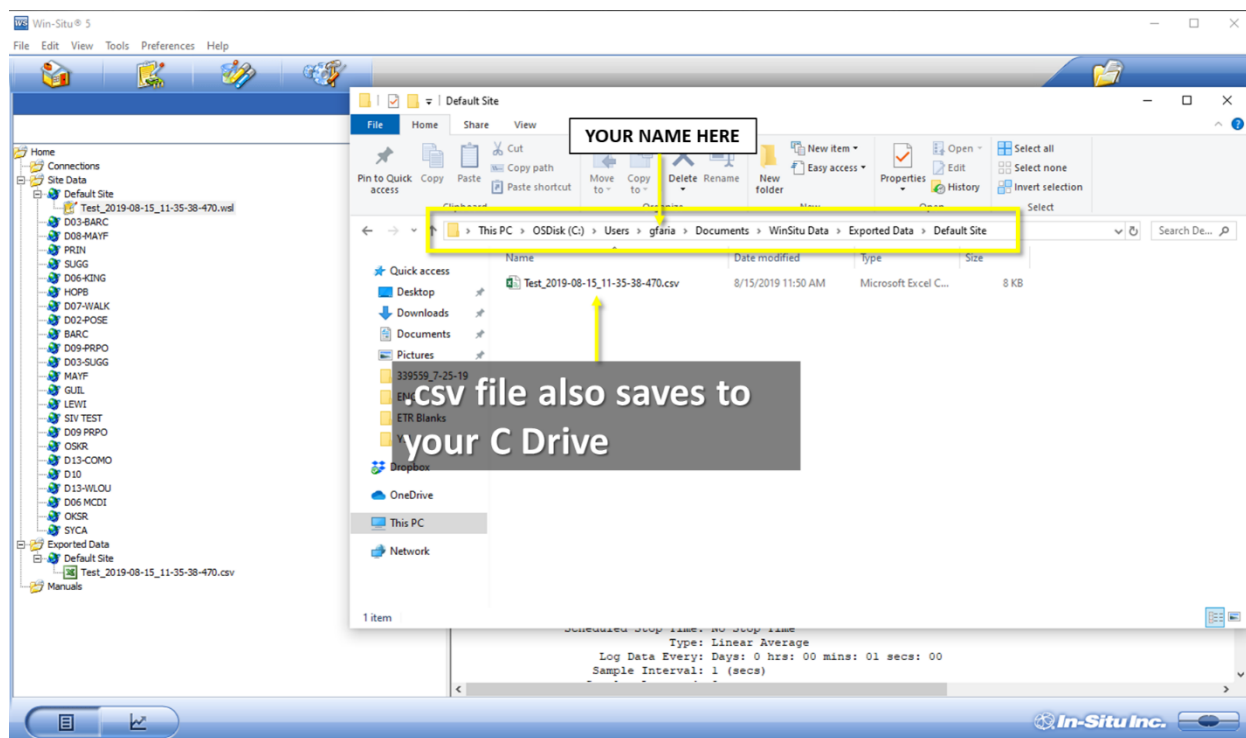 Win-Situ® 5
File Edit View Tools Preferences Help
Default Site
File Home Share View
YOUR NAME HERE
Pin to Quick access
Copy
Paste
Cut
Copy path
Paste shortcut
Move to
Copy to
Delete
Rename
New folder
New item
Easy access
Properties
Open
Edit
History
Select all
Select none
Invert selection
Clipboard
Organize
New
Open
Select
This PC > OSDisk (C:) > Users > gfaria > Documents > WinSitu Data > Exported Data > Default Site
Search De...
Name Date modified Type Size
Test_2019-08-15_11-35-38-470.csv 8/15/2019 11:50 AM Microsoft Excel C... 8 KB
Quick access
Desktop
Downloads
Documents
Pictures
339559_7-25-19
ETR Blanks
Dropbox
OneDrive
This PC
Network
1 item
.csv file also saves to
your C Drive
Home
Connections
Site Data
Default Site
Test_2019-08-15_11-35-38-470.wsl
D03-BARC
D08-MAYF
PRIN
SUGG
D06-KING
HOPB
D07-WALK
D02-POSE
BARC
D09-PRPO
D03-SUGG
MAYF
GUIL
LEWI
SIV TEST
D09 PRPO
OSKR
D13-COMO
D10
D13-WLOU
D06 MCDI
OKSR
SYCA
Exported Data
Default Site
Test_2019-08-15_11-35-38-470.csv
Manuals
Scheduled Stop Time: No Stop Time
Type: Linear Average
Log Data Every: Days: 0 hrs: 00 mins: 01 secs: 00
Sample Interval: 1 (secs)
In-Situ Inc.